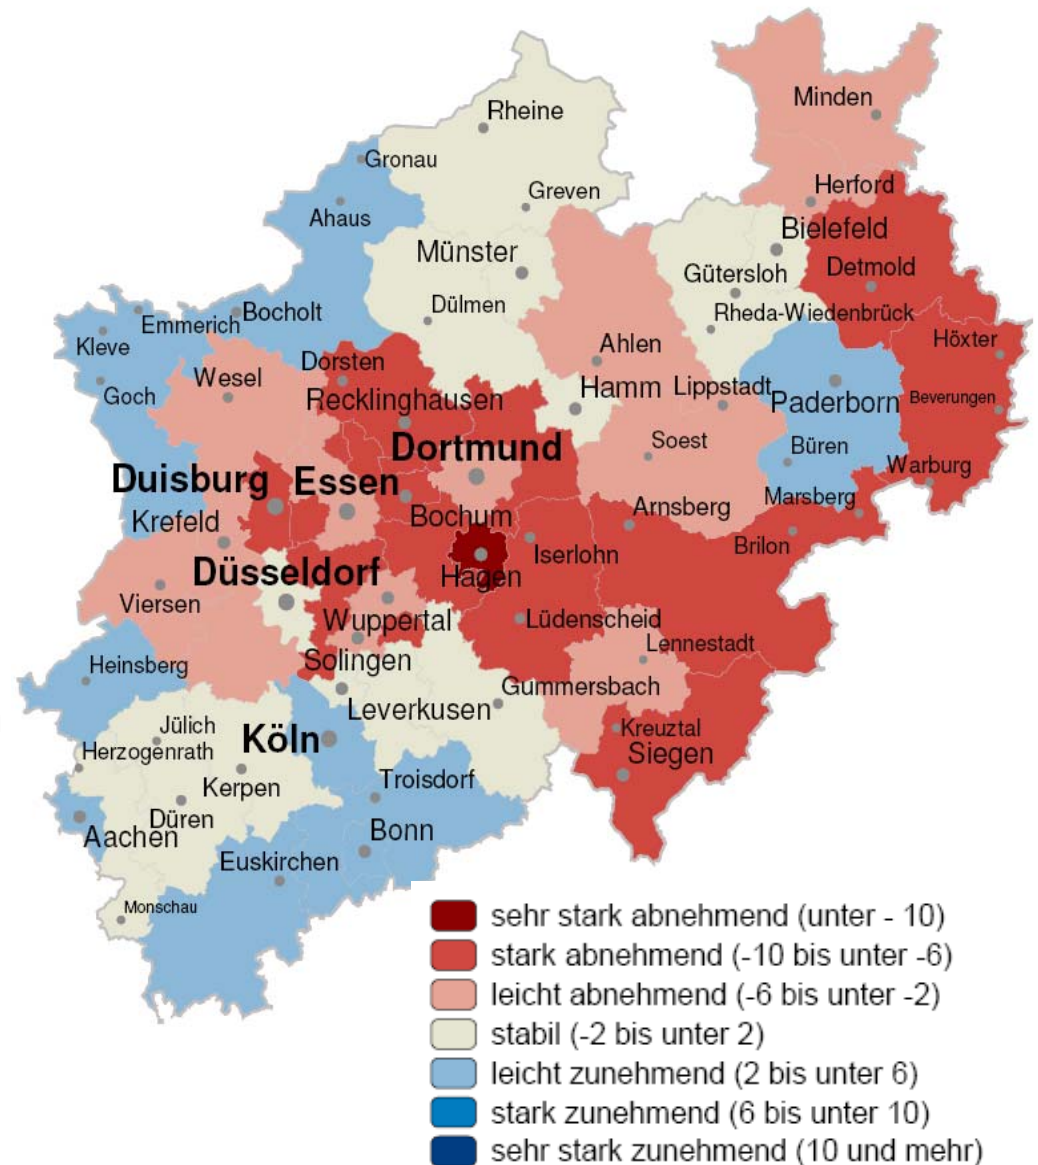 Rheine
Minden
Gronau
Greven
Herford
Ahaus
Bielefeld
Münster
Gütersloh
Detmold
Dülmen
Rheda-Wiedenbrück
Bocholt
Emmerich
Kleve
Ahlen
Höxter
Dorsten
Wesel
Goch
Recklinghausen
Hamm
Lippstadt
Paderborn
Beverungen
Dortmund
Soest
Büren
Duisburg
Essen
Warburg
Marsberg
Krefeld
Bochum
Arnsberg
Brilon
Iserlohn
Düsseldorf
Hagen
Viersen
Wuppertal
Lüdenscheid
Lennestadt
Heinsberg
Solingen
Gummersbach
Leverkusen
Jülich
Kreuztal
Köln
Herzogenrath
Siegen
Kerpen
Troisdorf
Düren
Aachen
Bonn
Euskirchen
Monschau
sehr stark abnehmend (unter - 10)
stark abnehmend (-10 bis unter -6)
leicht abnehmend (-6 bis unter -2)
stabil (-2 bis unter 2)
leicht zunehmend (2 bis unter 6)
stark zunehmend (6 bis unter 10)
sehr stark zunehmend (10 und mehr)